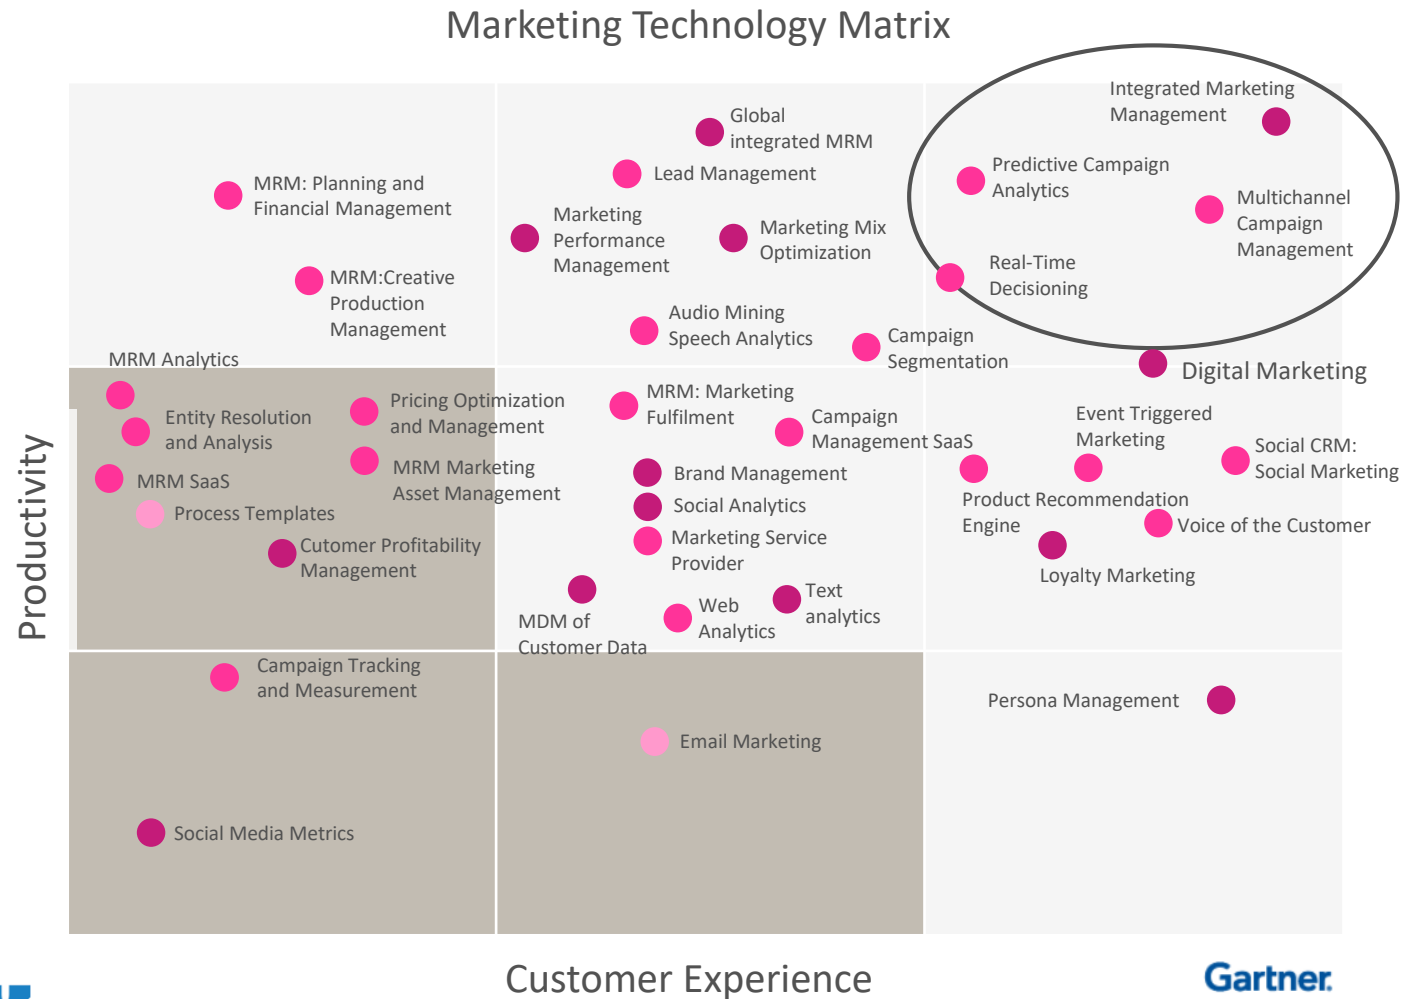 Marketing Technology Matrix
Integrated Marketing
Management
Global
integrated MRM
Predictive Campaign
Analytics
Lead Management
MRM: Planning and
Financial Management
Multichannel
Campaign
Management
Marketing
Performance
Management
Marketing Mix
Optimization
Real-Time
Decisioning
MRM:Creative
Production
Management
Audio Mining
Speech Analytics
Campaign
Segmentation
MRM Analytics
Digital Marketing
Entity Resolution
and Analysis
Pricing Optimization
and Management
MRM: Marketing
Fulfilment
Campaign
Management SaaS
Event Triggered
Marketing
Social CRM:
Social Marketing
MRM SaaS
MRM Marketing
Asset Management
Brand Management
Product Recommendation
Engine
Process Templates
Social Analytics
Voice of the Customer
Cutomer Profitability
Management
Marketing Service
Provider
Loyalty Marketing
MDM of
Customer Data
Web
Analytics
Text
analytics
Productivity
Campaign Tracking
and Measurement
Persona Management
Email Marketing
Social Media Metrics
Customer Experience
Gartner.